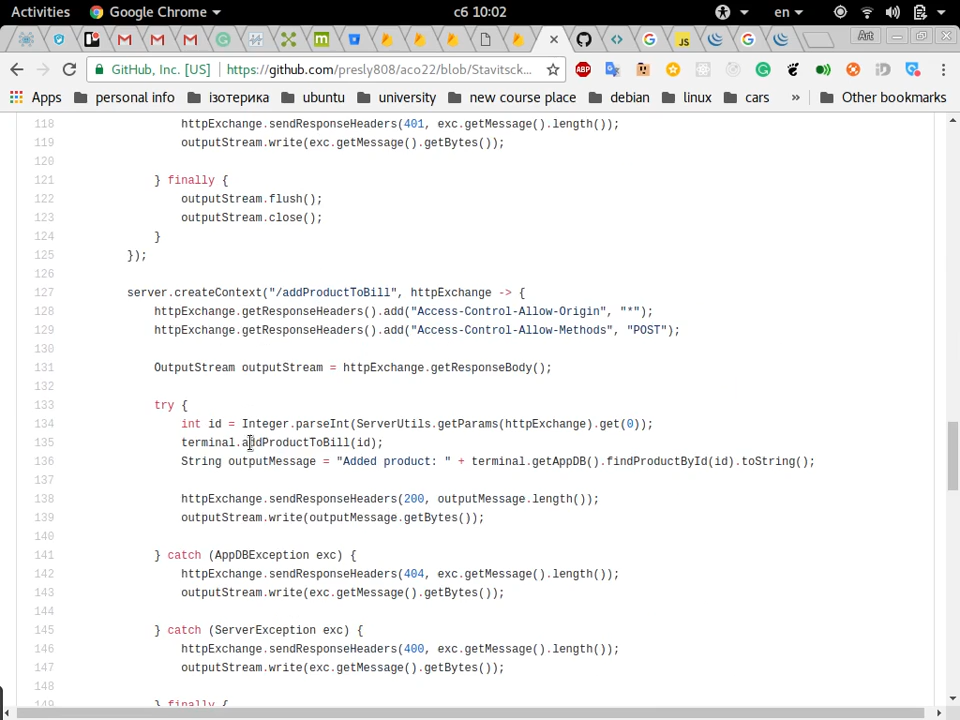 Activities Google Chrome сб 10:02 en
Art
GitHub, Inc. [US] https://github.com/presly808/aco22/blob/Stavitsck
Apps personal info ізотерика ubuntu university new course place debian linux cars » Other bookmarks
118 httpExchange.sendResponseHeaders(401, exc.getMessage().length());
119 outputStream.write(exc.getMessage().getBytes());
120
121 } finally {
122 outputStream.flush();
123 outputStream.close();
124 }
125 });
126
127 server.createContext("/addProductToBill", httpExchange -> {
128 httpExchange.getResponseHeaders().add("Access-Control-Allow-Origin", "*");
129 httpExchange.getResponseHeaders().add("Access-Control-Allow-Methods", "POST");
130
131 OutputStream outputStream = httpExchange.getResponseBody();
132
133 try {
134 int id = Integer.parseInt(ServerUtils.getParams(httpExchange).get(0));
135 terminal.addProductToBill(id);
136 String outputMessage = "Added product: " + terminal.getAppDB().findProductById(id).toString();
137
138 httpExchange.sendResponseHeaders(200, outputMessage.length());
139 outputStream.write(outputMessage.getBytes());
140
141 } catch (AppDBException exc) {
142 httpExchange.sendResponseHeaders(404, exc.getMessage().length());
143 outputStream.write(exc.getMessage().getBytes());
144
145 } catch (ServerException exc) {
146 httpExchange.sendResponseHeaders(400, exc.getMessage().length());
147 outputStream.write(exc.getMessage().getBytes());
148
149 } finally {